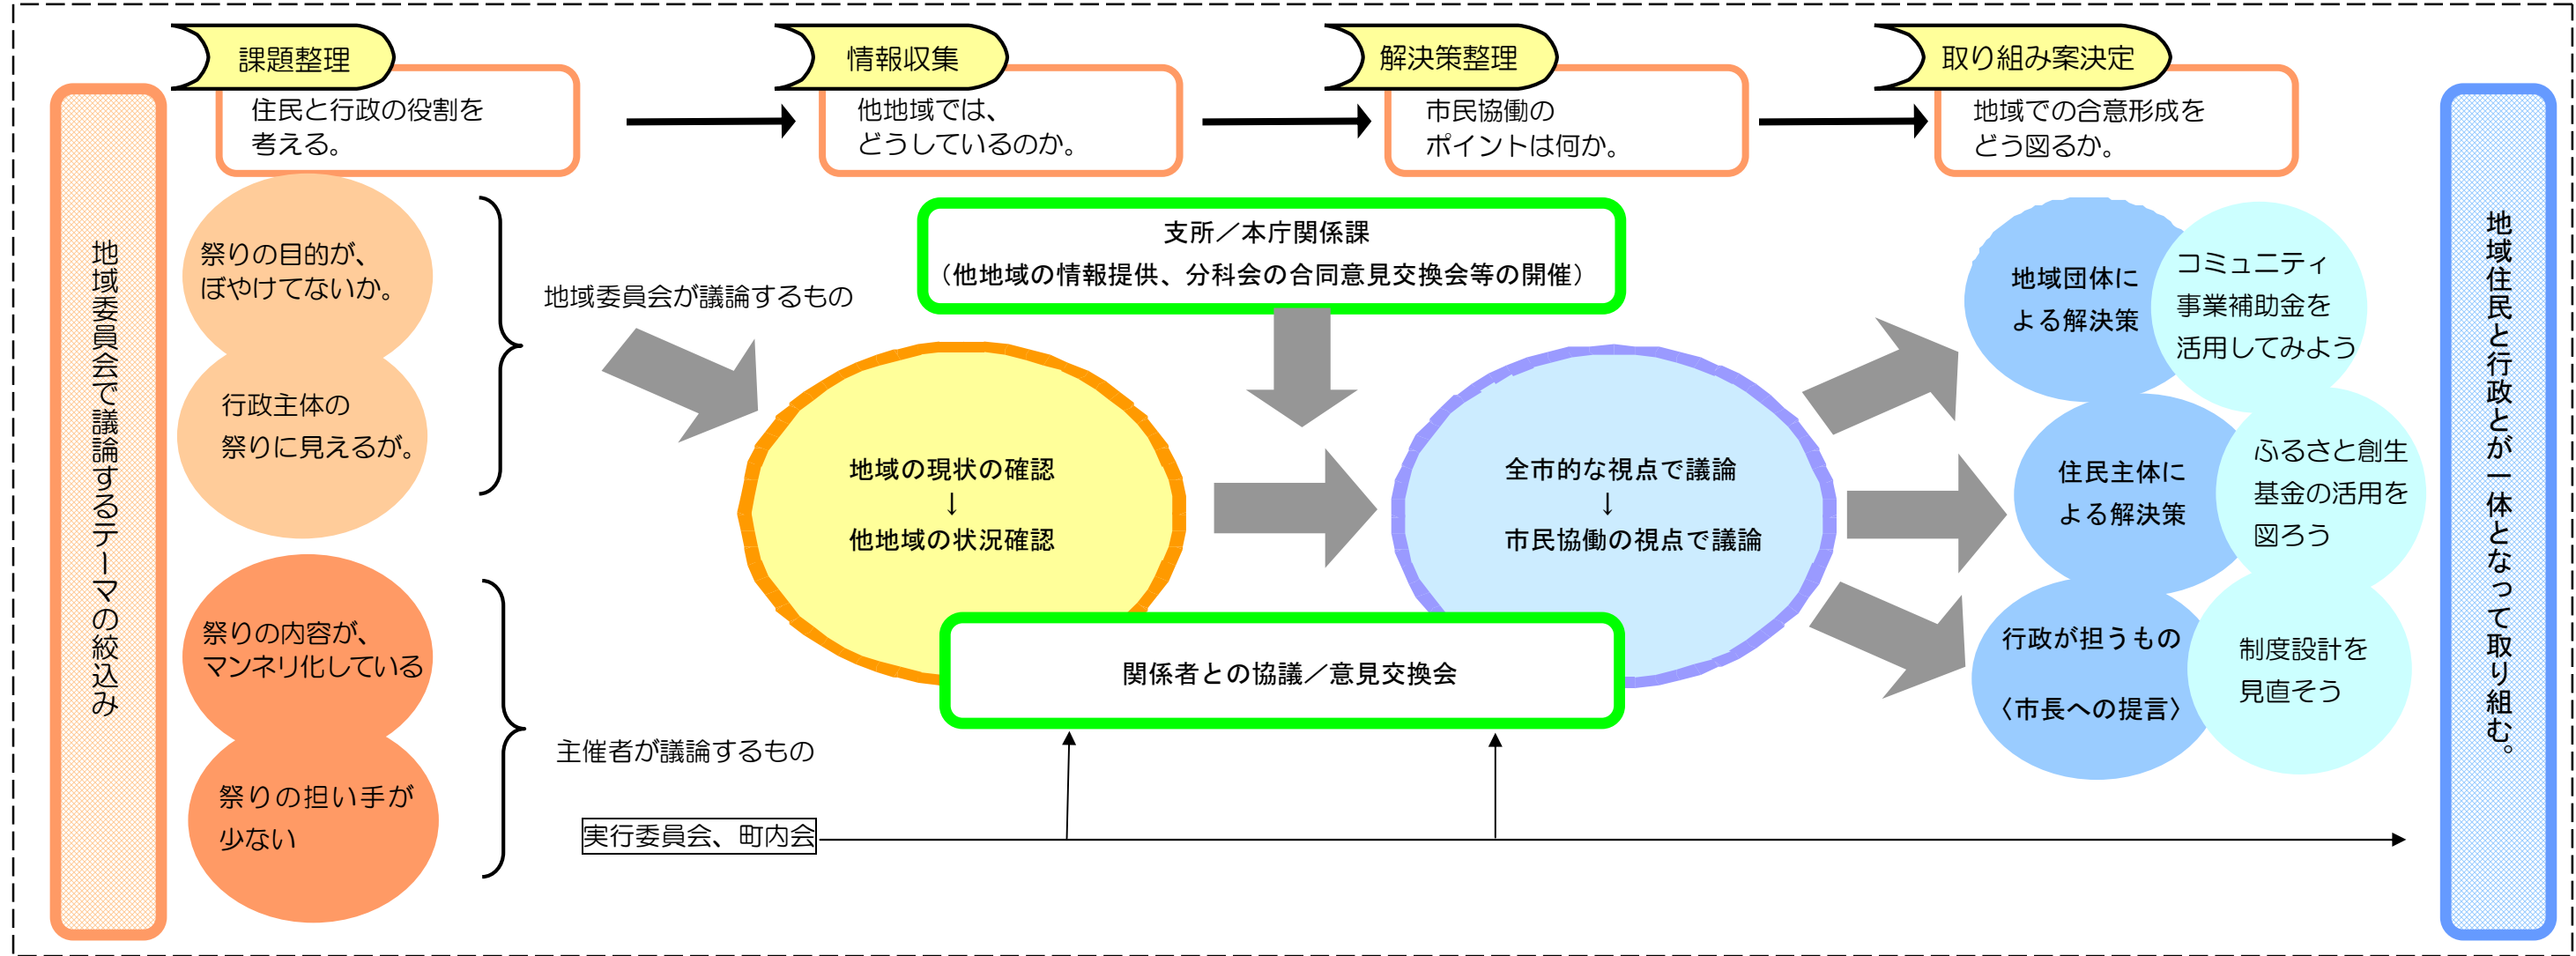 地域委員会で議論するテーマの絞込み
課題整理
住民と行政の役割を
考える。
情報収集
他地域では、
どうしているのか。
解決策整理
市民協働の
ポイントは何か。
取り組み案決定
地域での合意形成を
どう図るか。
祭りの目的が、
ぼやけてないか。
行政主体の
祭りに見えるが。
地域委員会が議論するもの
祭りの内容が、
マンネリ化している
祭りの担い手が
少ない
主催者が議論するもの
実行委員会、町内会
支所／本庁関係課
（他地域の情報提供、分科会の合同意見交換会等の開催）
地域の現状の確認
↓
他地域の状況確認
全市的な視点で議論
↓
市民協働の視点で議論
関係者との協議／意見交換会
地域団体に
よる解決策
コミュニティ
事業補助金を
活用してみよう
住民主体に
よる解決策
ふるさと創生
基金の活用を
図ろう
行政が担うもの
〈市長への提言〉
制度設計を
見直そう
地域住民と行政とが一体となって取り組む。